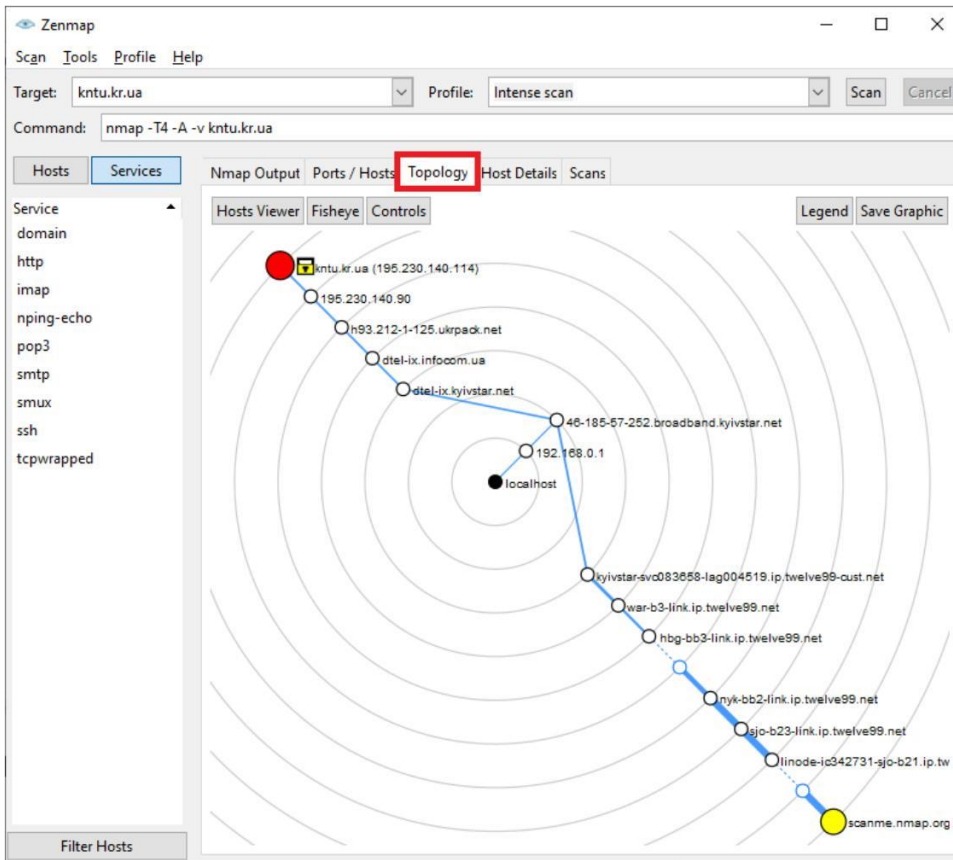 Zenmap
Scan Tools Profile Help
Target: kntu.kr.ua Profile: Intense scan Scan Cancel
Command: nmap -T4 -A -v kntu.kr.ua
Hosts Services
Nmap Output Ports / Hosts Topology Host Details Scans
Hosts Viewer Fisheye Controls Legend Save Graphic
Service
domain
http
imap
nping-echo
pop3
smtp
smux
ssh
tcpwrapped
Filter Hosts
kntu.kr.ua (195.230.140.114)
195.230.140.90
h93.212-1-125.ukrpack.net
dtel-ix.infocom.ua
dtel-ix.kyivstar.net
46-185-57-252.broadband.kyivstar.net
192.168.0.1
localhost
kyivstar-svc083658-lag004519.ip.twelve99-cust.net
war-b3-link.ip.twelve99.net
hbg-bb3-link.ip.twelve99.net
nyk-bb2-link.ip.twelve99.net
sjo-b23-link.ip.twelve99.net
linode-ic342731-sjo-b21.ip.tw
scanme.nmap.org